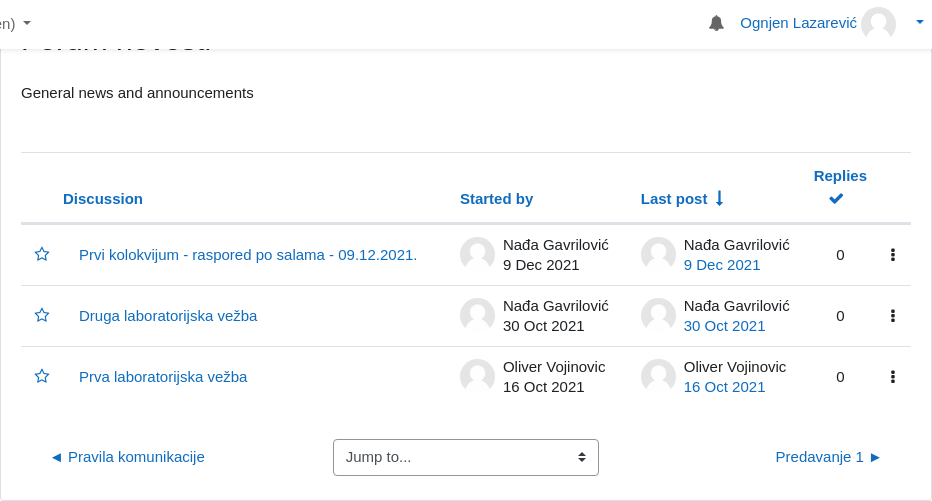 en)
Ognjen Lazarević
General news and announcements
Discussion
Started by
Last post
Replies
Prvi kolokvijum - raspored po salama - 09.12.2021.
Nađa Gavrilović
9 Dec 2021
Nađa Gavrilović
9 Dec 2021
0
Druga laboratorijska vežba
Nađa Gavrilović
30 Oct 2021
Nađa Gavrilović
30 Oct 2021
0
Prva laboratorijska vežba
Oliver Vojinovic
16 Oct 2021
Oliver Vojinovic
16 Oct 2021
0
◄ Pravila komunikacije
Jump to...
Predavanje 1 ►